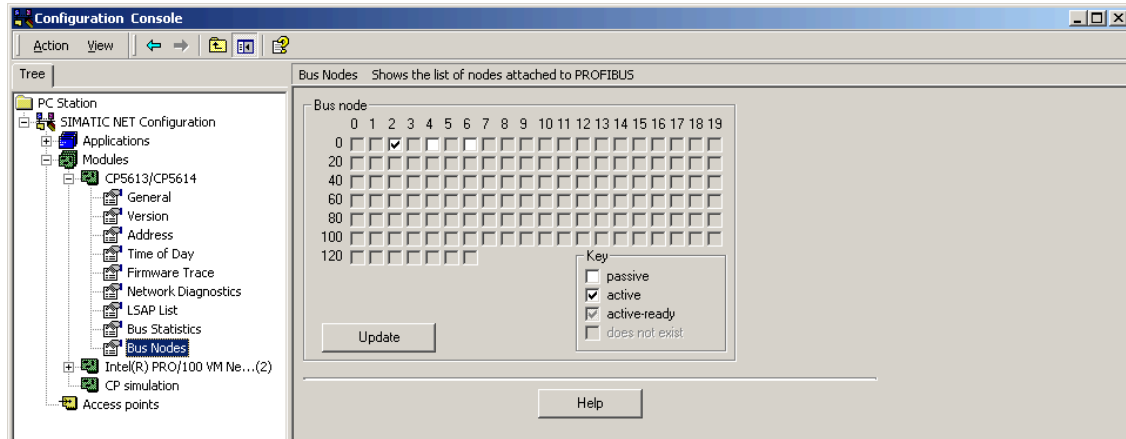 Configuration Console
Action View
Tree
Bus Nodes Shows the list of nodes attached to PROFIBUS
PC Station
SIMATIC NET Configuration
Applications
Modules
CP5613/CP5614
General
Version
Address
Time of Day
Firmware Trace
Network Diagnostics
LSAP List
Bus Statistics
Bus Nodes
Intel(R) PRO/100 VM Ne...(2)
CP simulation
Access points
Bus node
0 1 2 3 4 5 6 7 8 9 10 11 12 13 14 15 16 17 18 19
0
20
40
60
80
100
120
Key
passive
active
active-ready
does not exist
Update
Help